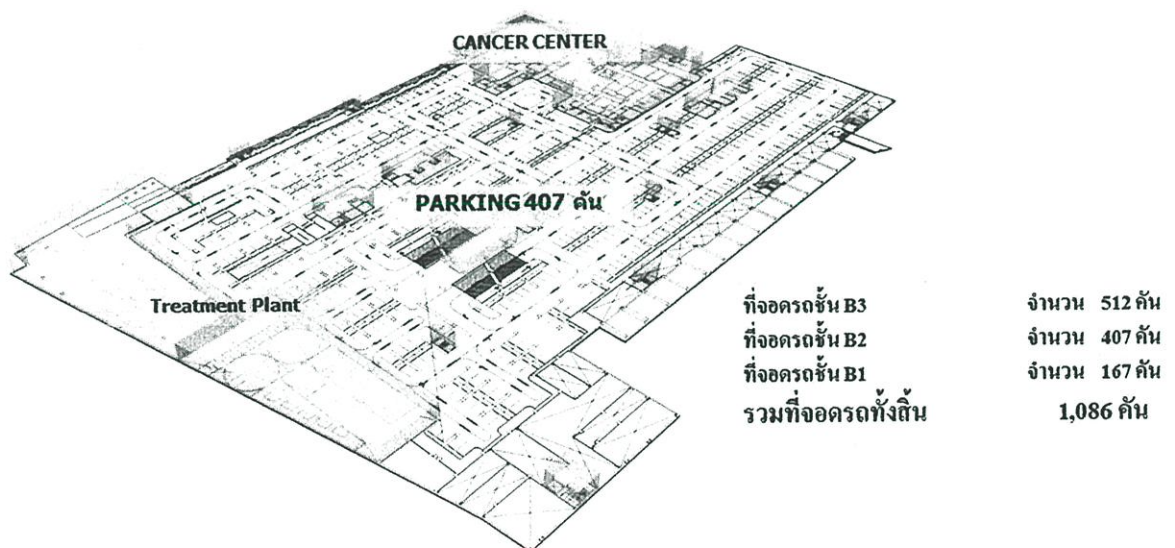 CANCER CENTER
PARKING 407 คัน
Treatment Plant
ที่จอดรถชั้น B3 จำนวน 512 คัน
ที่จอดรถชั้น B2 จำนวน 407 คัน
ที่จอดรถชั้น B1 จำนวน 167 คัน
รวมที่จอดรถทั้งสิ้น 1,086 คัน